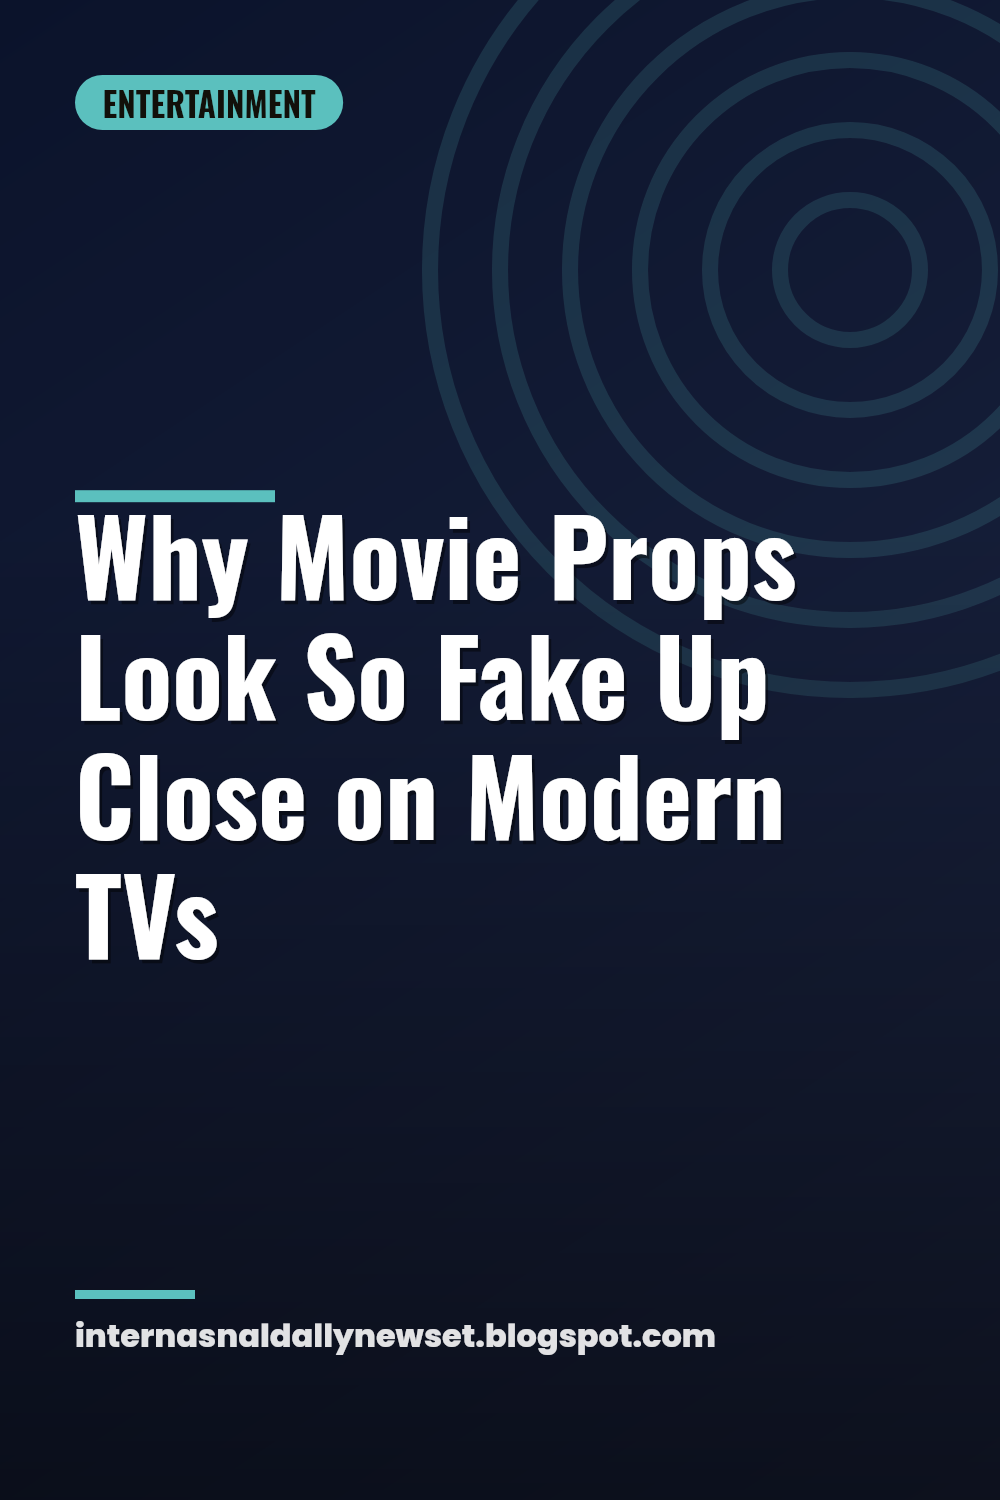 ENTERTAINMENT
Why Movie Props
Look So Fake Up
Close on Modern
TVs
internasnaldallynewset.blogspot.com